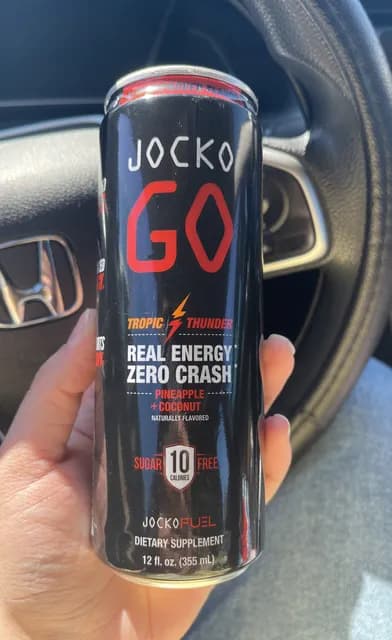 JOCKO
GO
TROPIC THUNDER
REAL ENERGY*
ZERO CRASH*
PINEAPPLE
+ COCONUT
NATURALLY FLAVORED
SUGAR 10 FREE
CALORIES
JOCKOFUEL
DIETARY SUPPLEMENT
12 fl. oz. (355 mL)